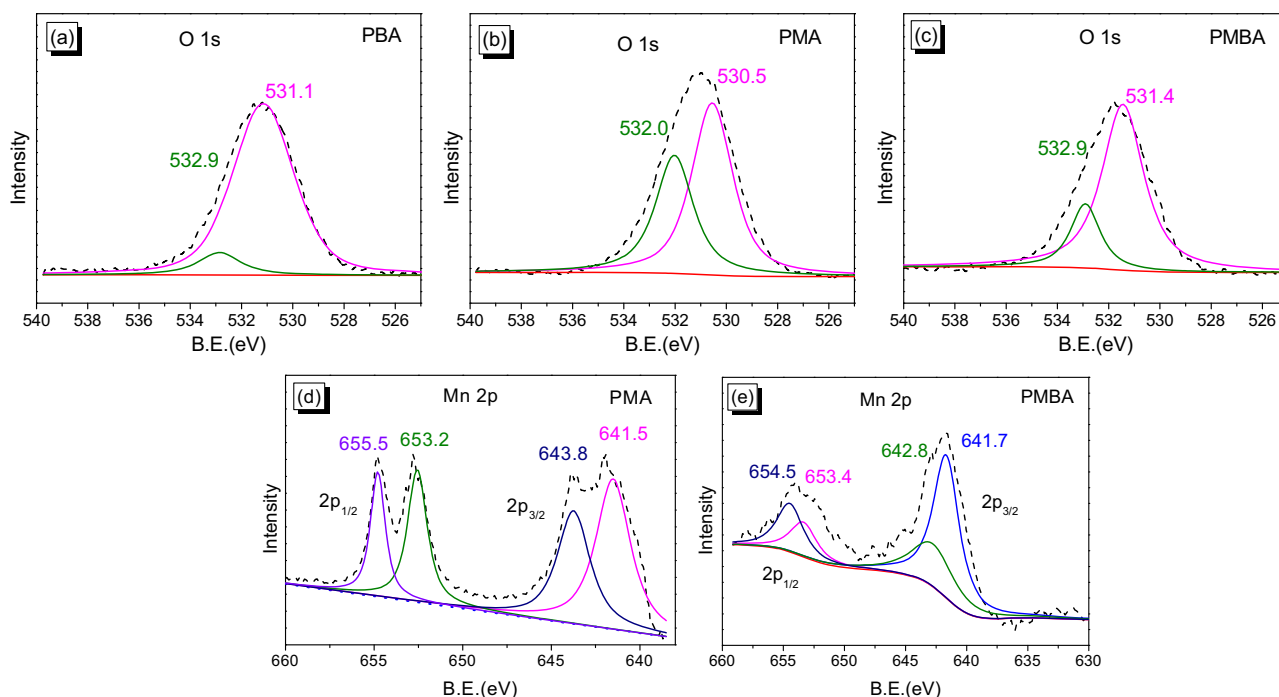 (a)
O 1s
PBA
531.1
532.9
Intensity
540 538 536 534 532 530 528 526
B.E.(eV)
(b)
O 1s
PMA
530.5
532.0
Intensity
540 538 536 534 532 530 528 526
B.E.(eV)
(c)
O 1s
PMBA
531.4
532.9
Intensity
540 538 536 534 532 530 528 526
B.E.(eV)
(d)
Mn 2p
PMA
655.5 653.2
643.8 641.5
2p1/2
2p3/2
Intensity
660 655 650 645 640
B.E.(eV)
(e)
Mn 2p
PMBA
642.8 641.7
654.5 653.4
2p3/2
2p1/2
Intensity
660 655 650 645 640 635 630
B.E.(eV)